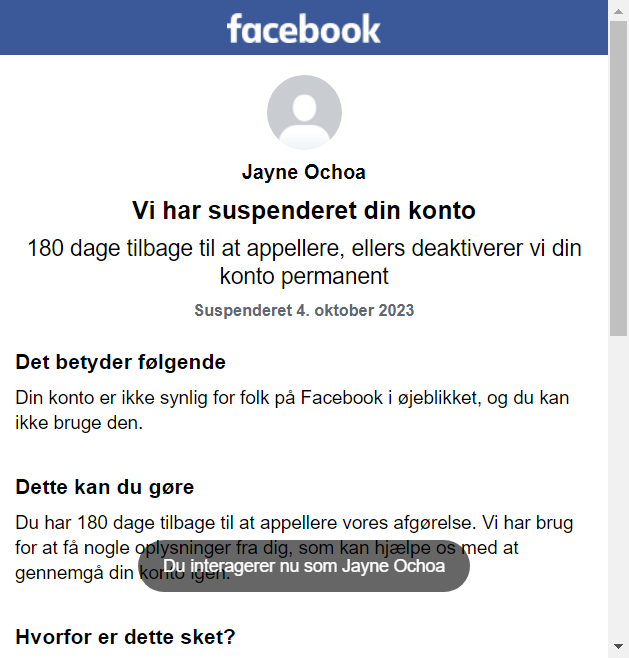 facebook
Jayne Ochoa
Vi har suspenderet din konto
180 dage tilbage til at appellere, ellers deaktiverer vi din
konto permanent
Suspenderet 4. oktober 2023
Det betyder følgende
Din konto er ikke synlig for folk på Facebook i øjeblikket, og du kan
ikke bruge den.
Dette kan du gøre
Du har 180 dage tilbage til at appellere vores afgørelse. Vi har brug
for at få nogle oplysninger fra dig, som kan hjælpe os med at
Du interagerer nu som Jayne Ochoa
gennemgå din konto igen.
Hvorfor er dette sket?